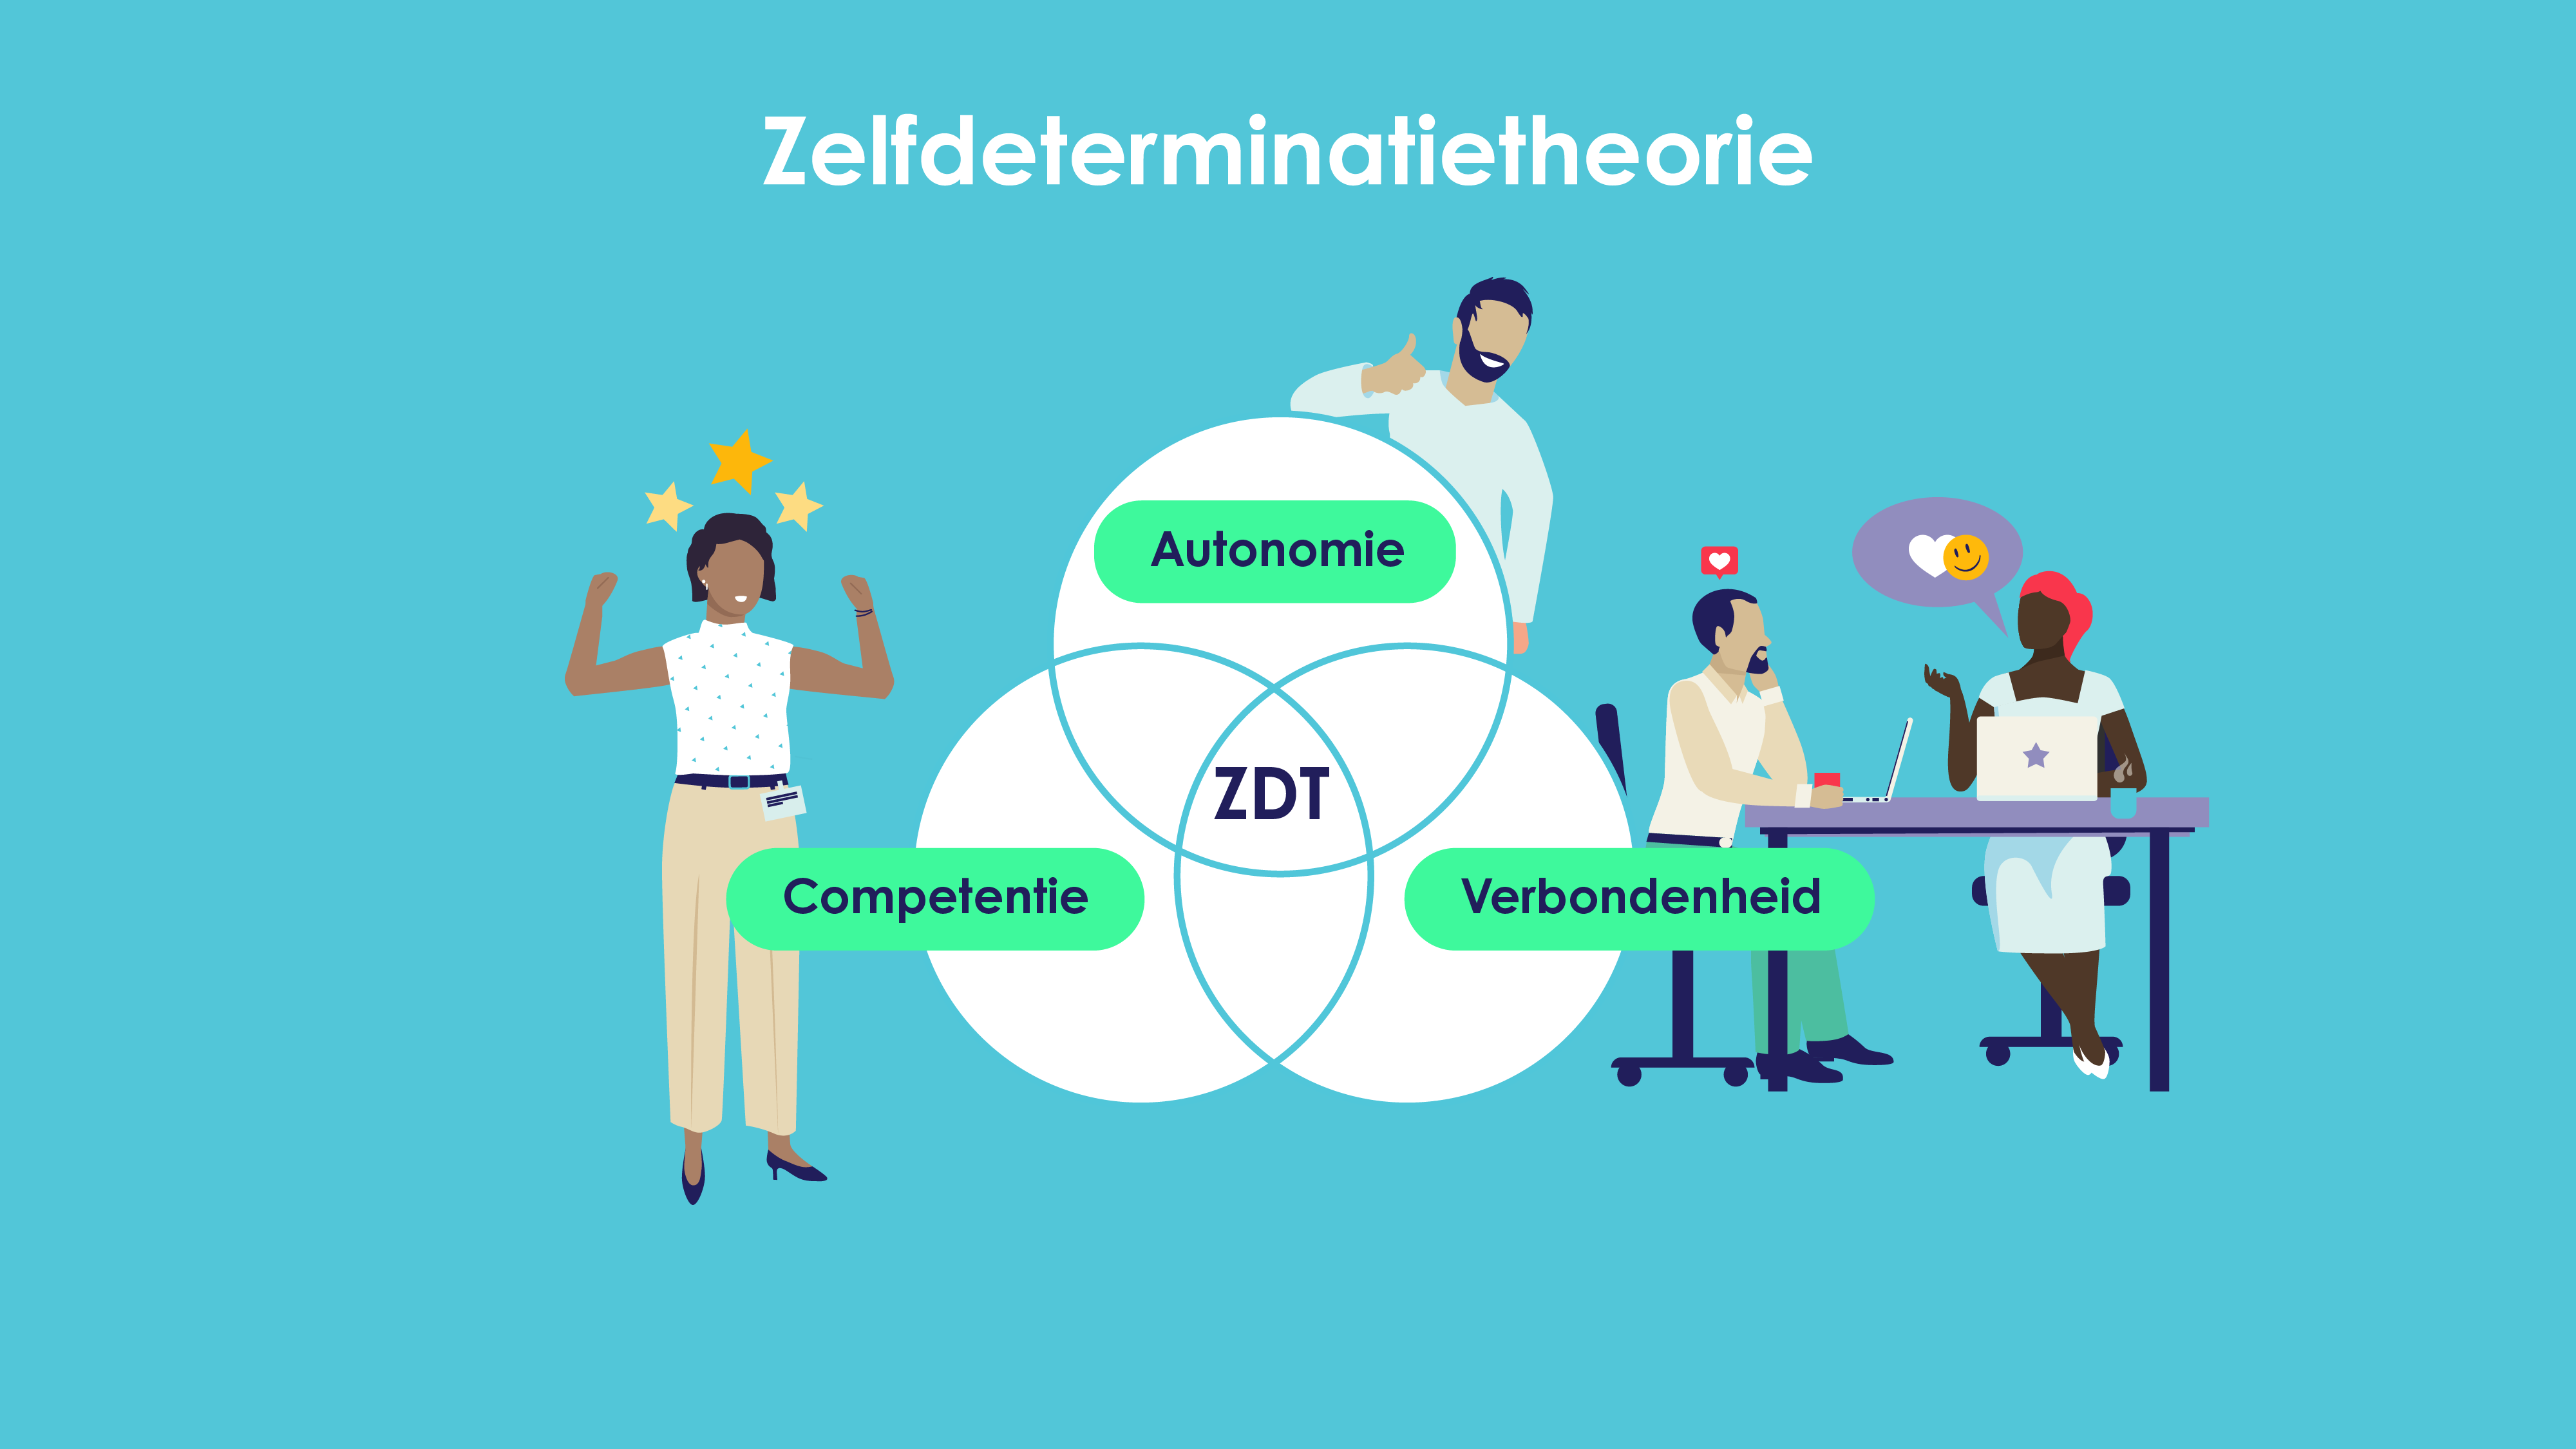 Zelfdeterminatietheorie
Autonomie
ZDT
Competentie
Verbondenheid